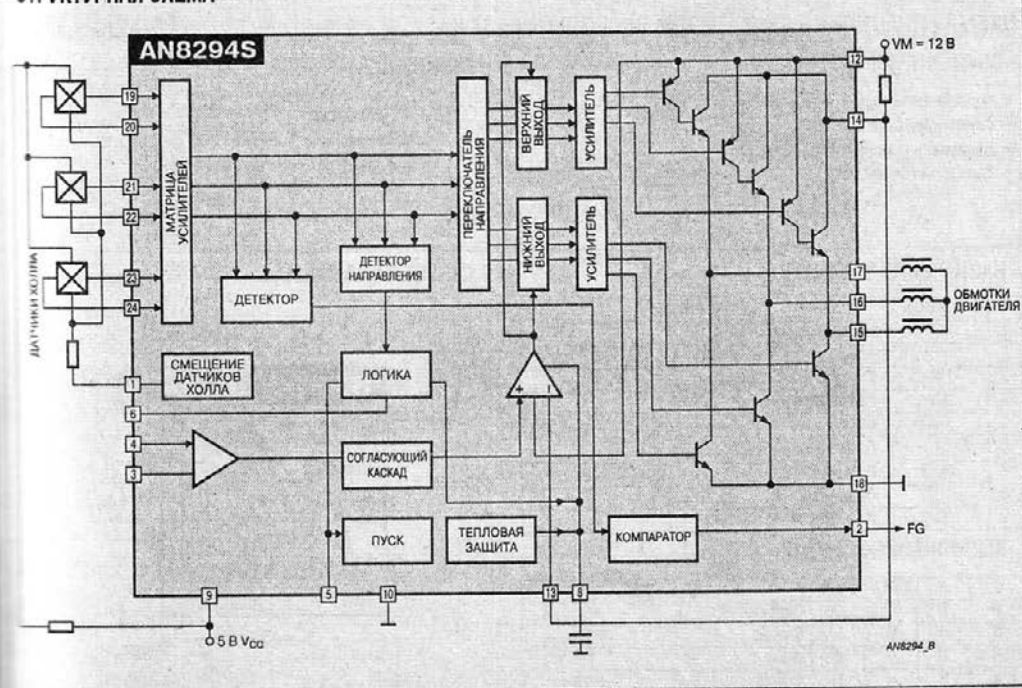 СТРУКТУРНАЯ СХЕМА
AN8294S
VM = 12 В
12
14
19
20
21
22
23
24
ДАТЧИКИ ХОЛЛА
МАТРИЦА
УСИЛИТЕЛЕЙ
ДЕТЕКТОР
ДЕТЕКТОР
НАПРАВЛЕНИЯ
ПЕРЕКЛЮЧАТЕЛЬ
НАПРАВЛЕНИЯ
ВЕРХНИЙ
ВЫХОД
УСИЛИТЕЛЬ
НИЖНИЙ
ВЫХОД
УСИЛИТЕЛЬ
17
16
15
ОБМОТКИ
ДВИГАТЕЛЯ
1
СМЕЩЕНИЕ
ДАТЧИКОВ
ХОЛЛА
ЛОГИКА
+
–
6
4
3
СОГЛАСУЮЩИЙ
КАСКАД
18
ПУСК
ТЕПЛОВАЯ
ЗАЩИТА
КОМПАРАТОР
2
FG
9
5
10
13
8
5 В VCC
AN8294_B